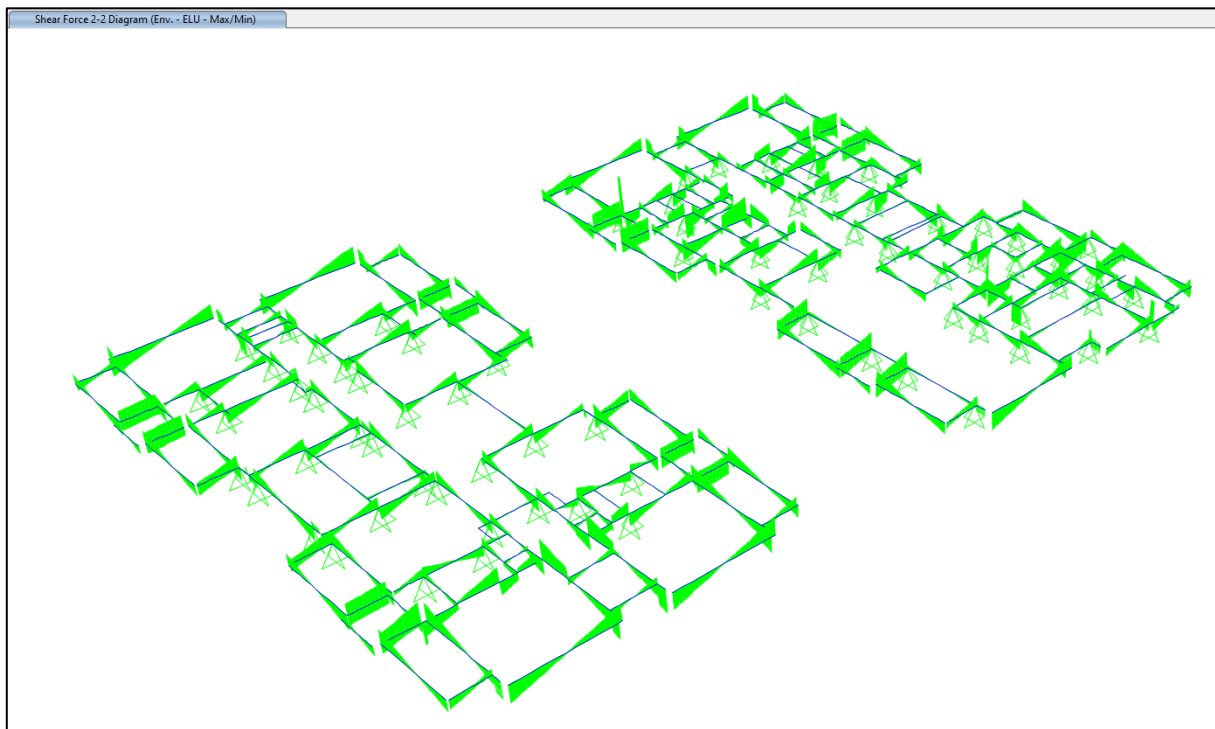 Shear Force 2-2 Diagram (Env. - ELU - Max/Min)